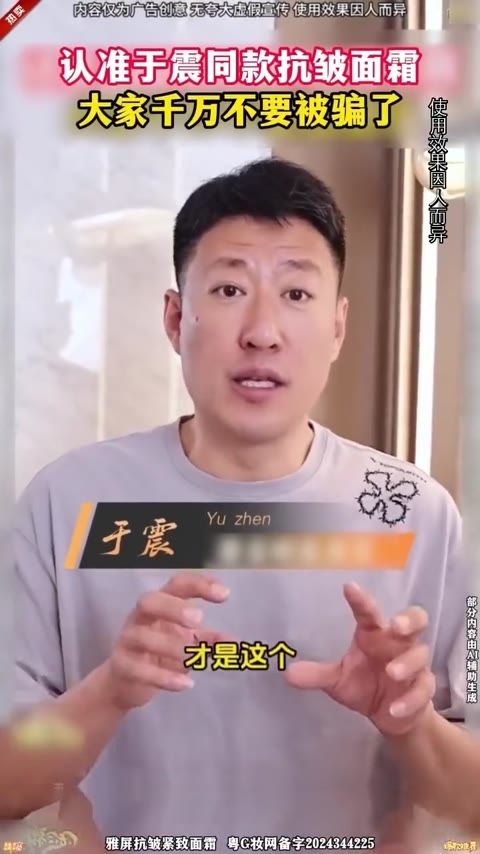 热卖
内容仅为广告创意 无夸大虚假宣传 使用效果因人而异
认准于震同款抗皱面霜
大家千万不要被骗了
使用效果因人而异
于震
Yu zhen
才是这个
部分内容由AI辅助生成
雅屏抗皱紧致面霜 粤G妆网备字2024344225